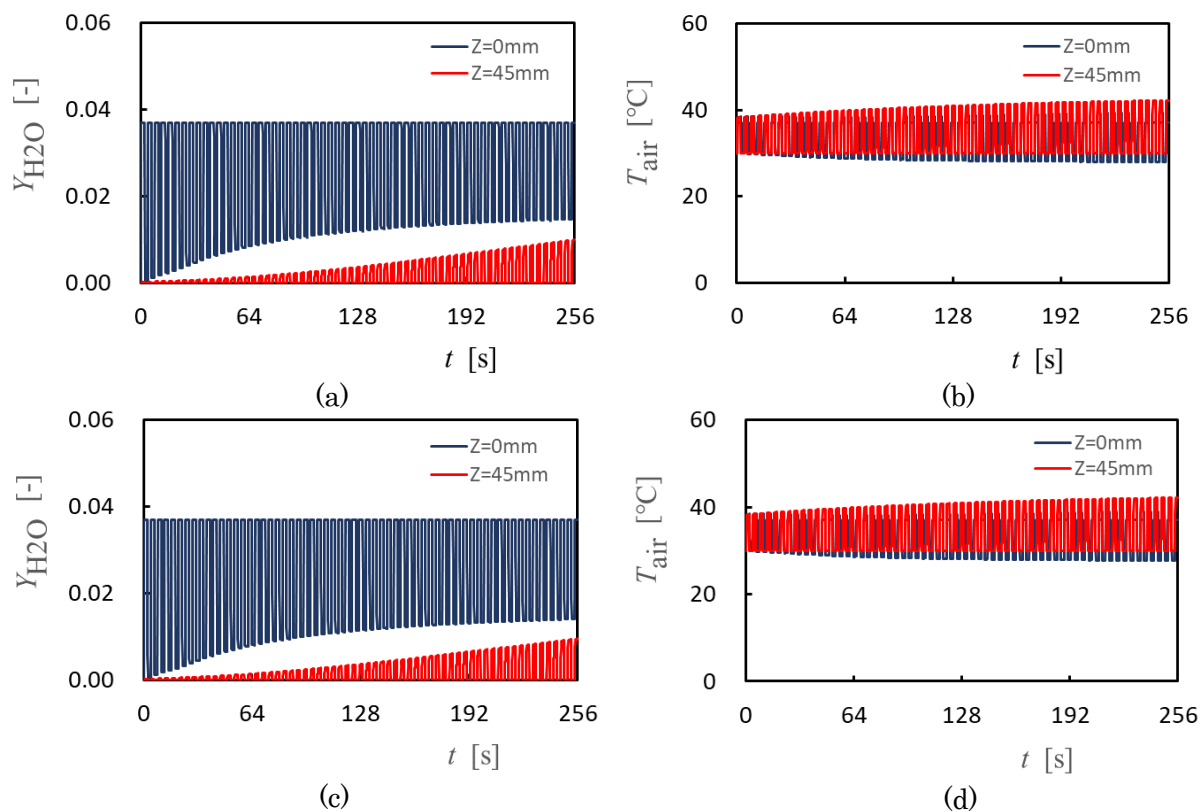 0.06
0.04
0.02
0.00
Y_H2O [-]
Z=0mm
Z=45mm
0 64 128 192 256
t [s]
(a)
60
40
20
0
T_air [℃]
Z=0mm
Z=45mm
0 64 128 192 256
t [s]
(b)
0.06
0.04
0.02
0.00
Y_H2O [-]
Z=0mm
Z=45mm
0 64 128 192 256
t [s]
(c)
60
40
20
0
T_air [℃]
Z=0mm
Z=45mm
0 64 128 192 256
t [s]
(d)